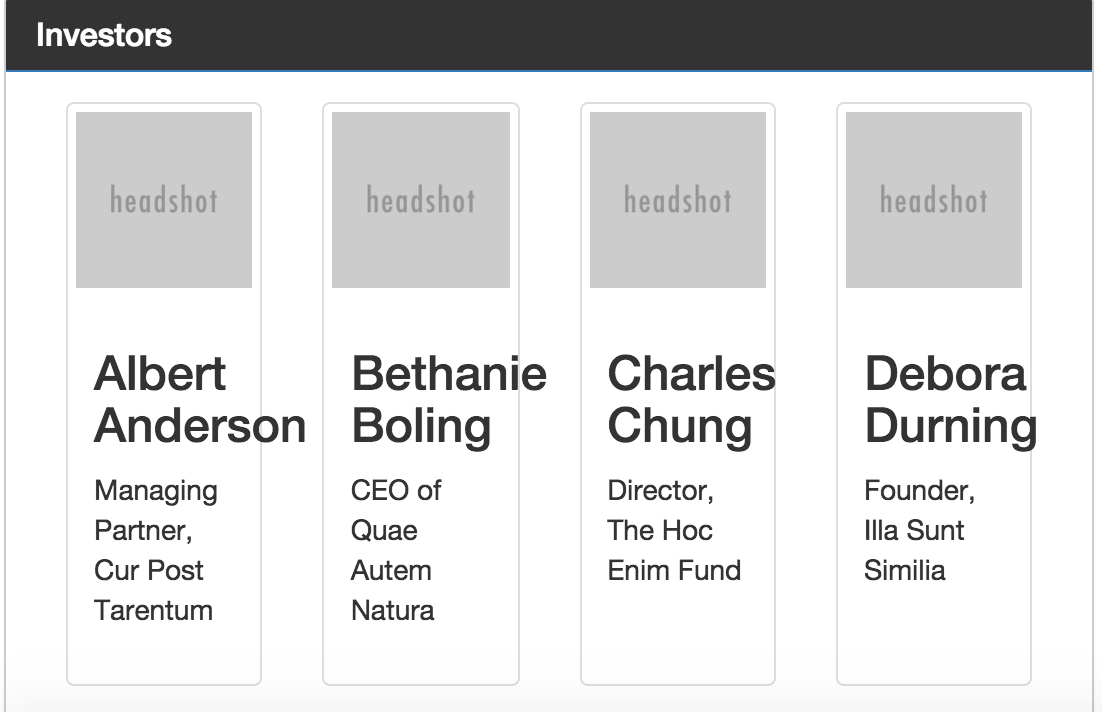 Investors
headshot
headshot
headshot
headshot
Albert
Anderson
Managing
Partner,
Cur Post
Tarentum
Bethanie
Boling
CEO of
Quae
Autem
Natura
Charles
Chung
Director,
The Hoc
Enim Fund
Debora
Durning
Founder,
Illa Sunt
Similia